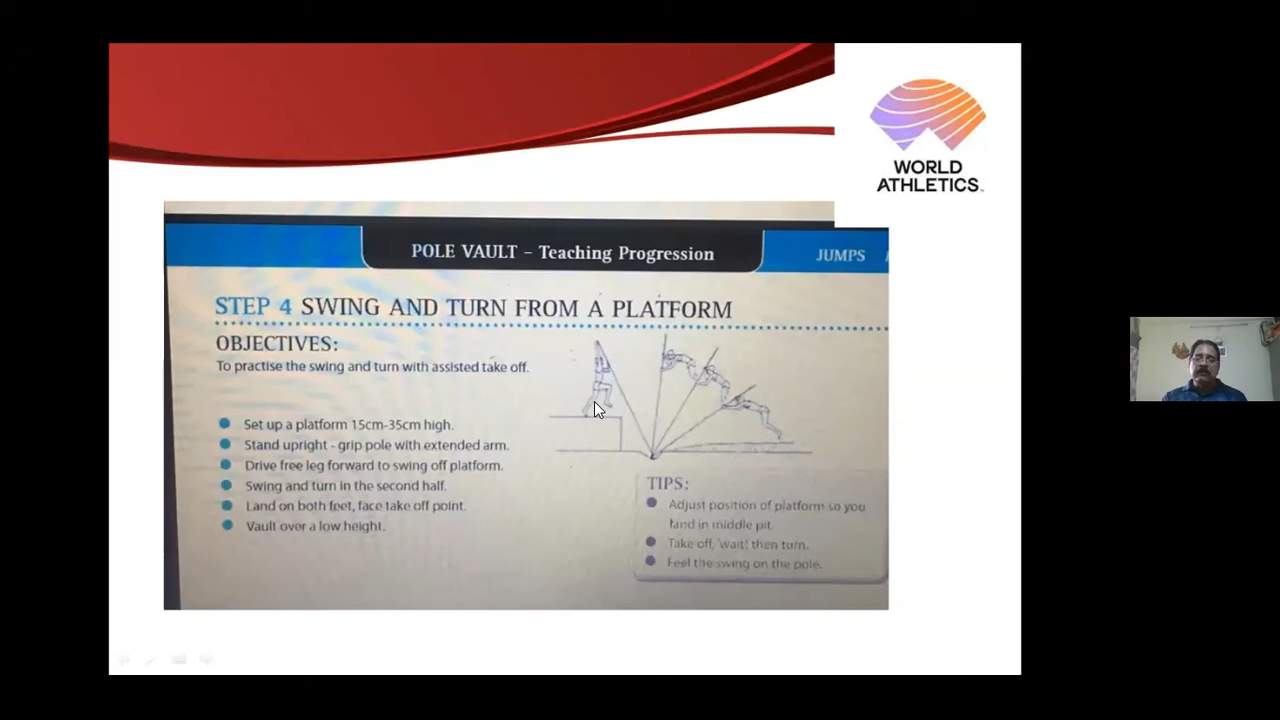 WORLD
ATHLETICS
POLE VAULT – Teaching Progression
JUMPS
STEP 4 SWING AND TURN FROM A PLATFORM
OBJECTIVES:
To practise the swing and turn with assisted take off.
Set up a platform 15cm-35cm high.
Stand upright - grip pole with extended arm.
Drive free leg forward to swing off platform.
Swing and turn in the second half.
Land on both feet, face take off point.
Vault over a low height.
TIPS:
Adjust position of platform so you
land in middle pit.
Take off, 'wait' then turn.
Feel the swing on the pole.